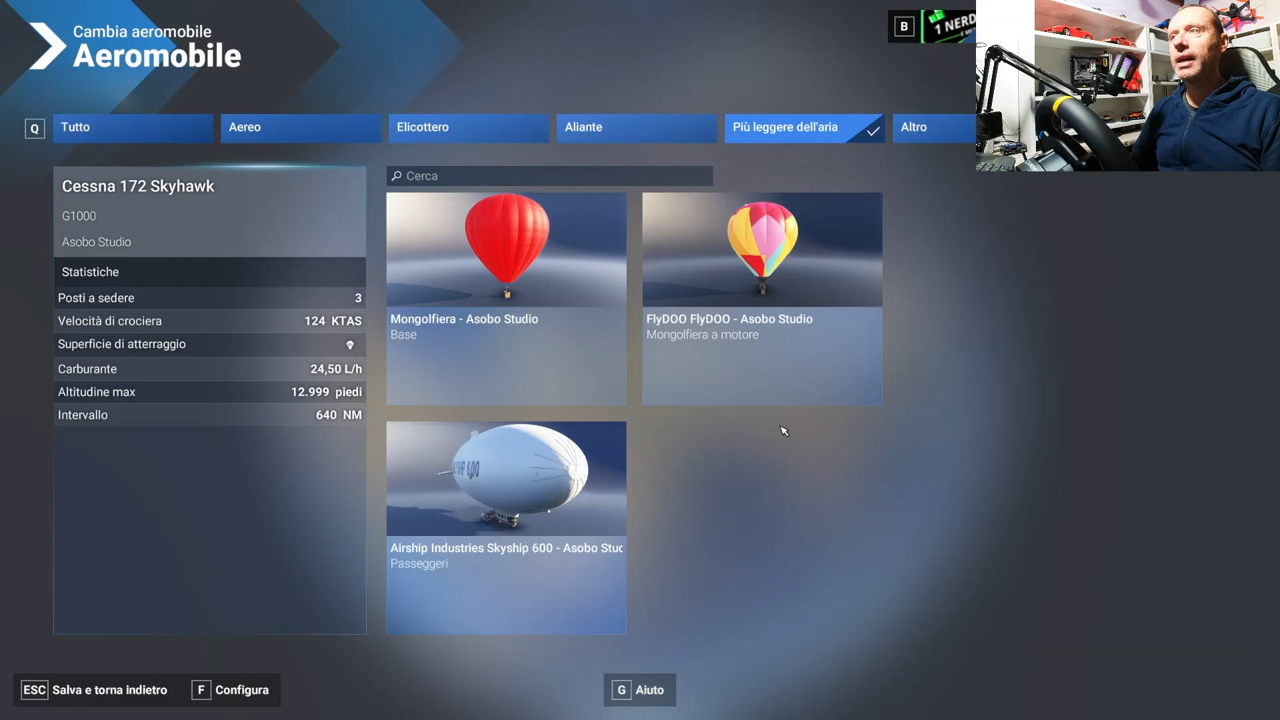 Cambia aeromobile
Aeromobile
B
1 NERD
Q
Tutto
Aereo
Elicottero
Aliante
Più leggere dell'aria
Altro
Cessna 172 Skyhawk
G1000
Asobo Studio
Statistiche
Posti a sedere 3
Velocità di crociera 124 KTAS
Superficie di atterraggio
Carburante 24,50 L/h
Altitudine max 12.999 piedi
Intervallo 640 NM
Cerca
Mongolfiera - Asobo Studio
Base
FlyDOO FlyDOO - Asobo Studio
Mongolfiera a motore
SHIP 600
Airship Industries Skyship 600 - Asobo Stud
Passeggeri
ESC Salva e torna indietro
F Configura
G Aiuto